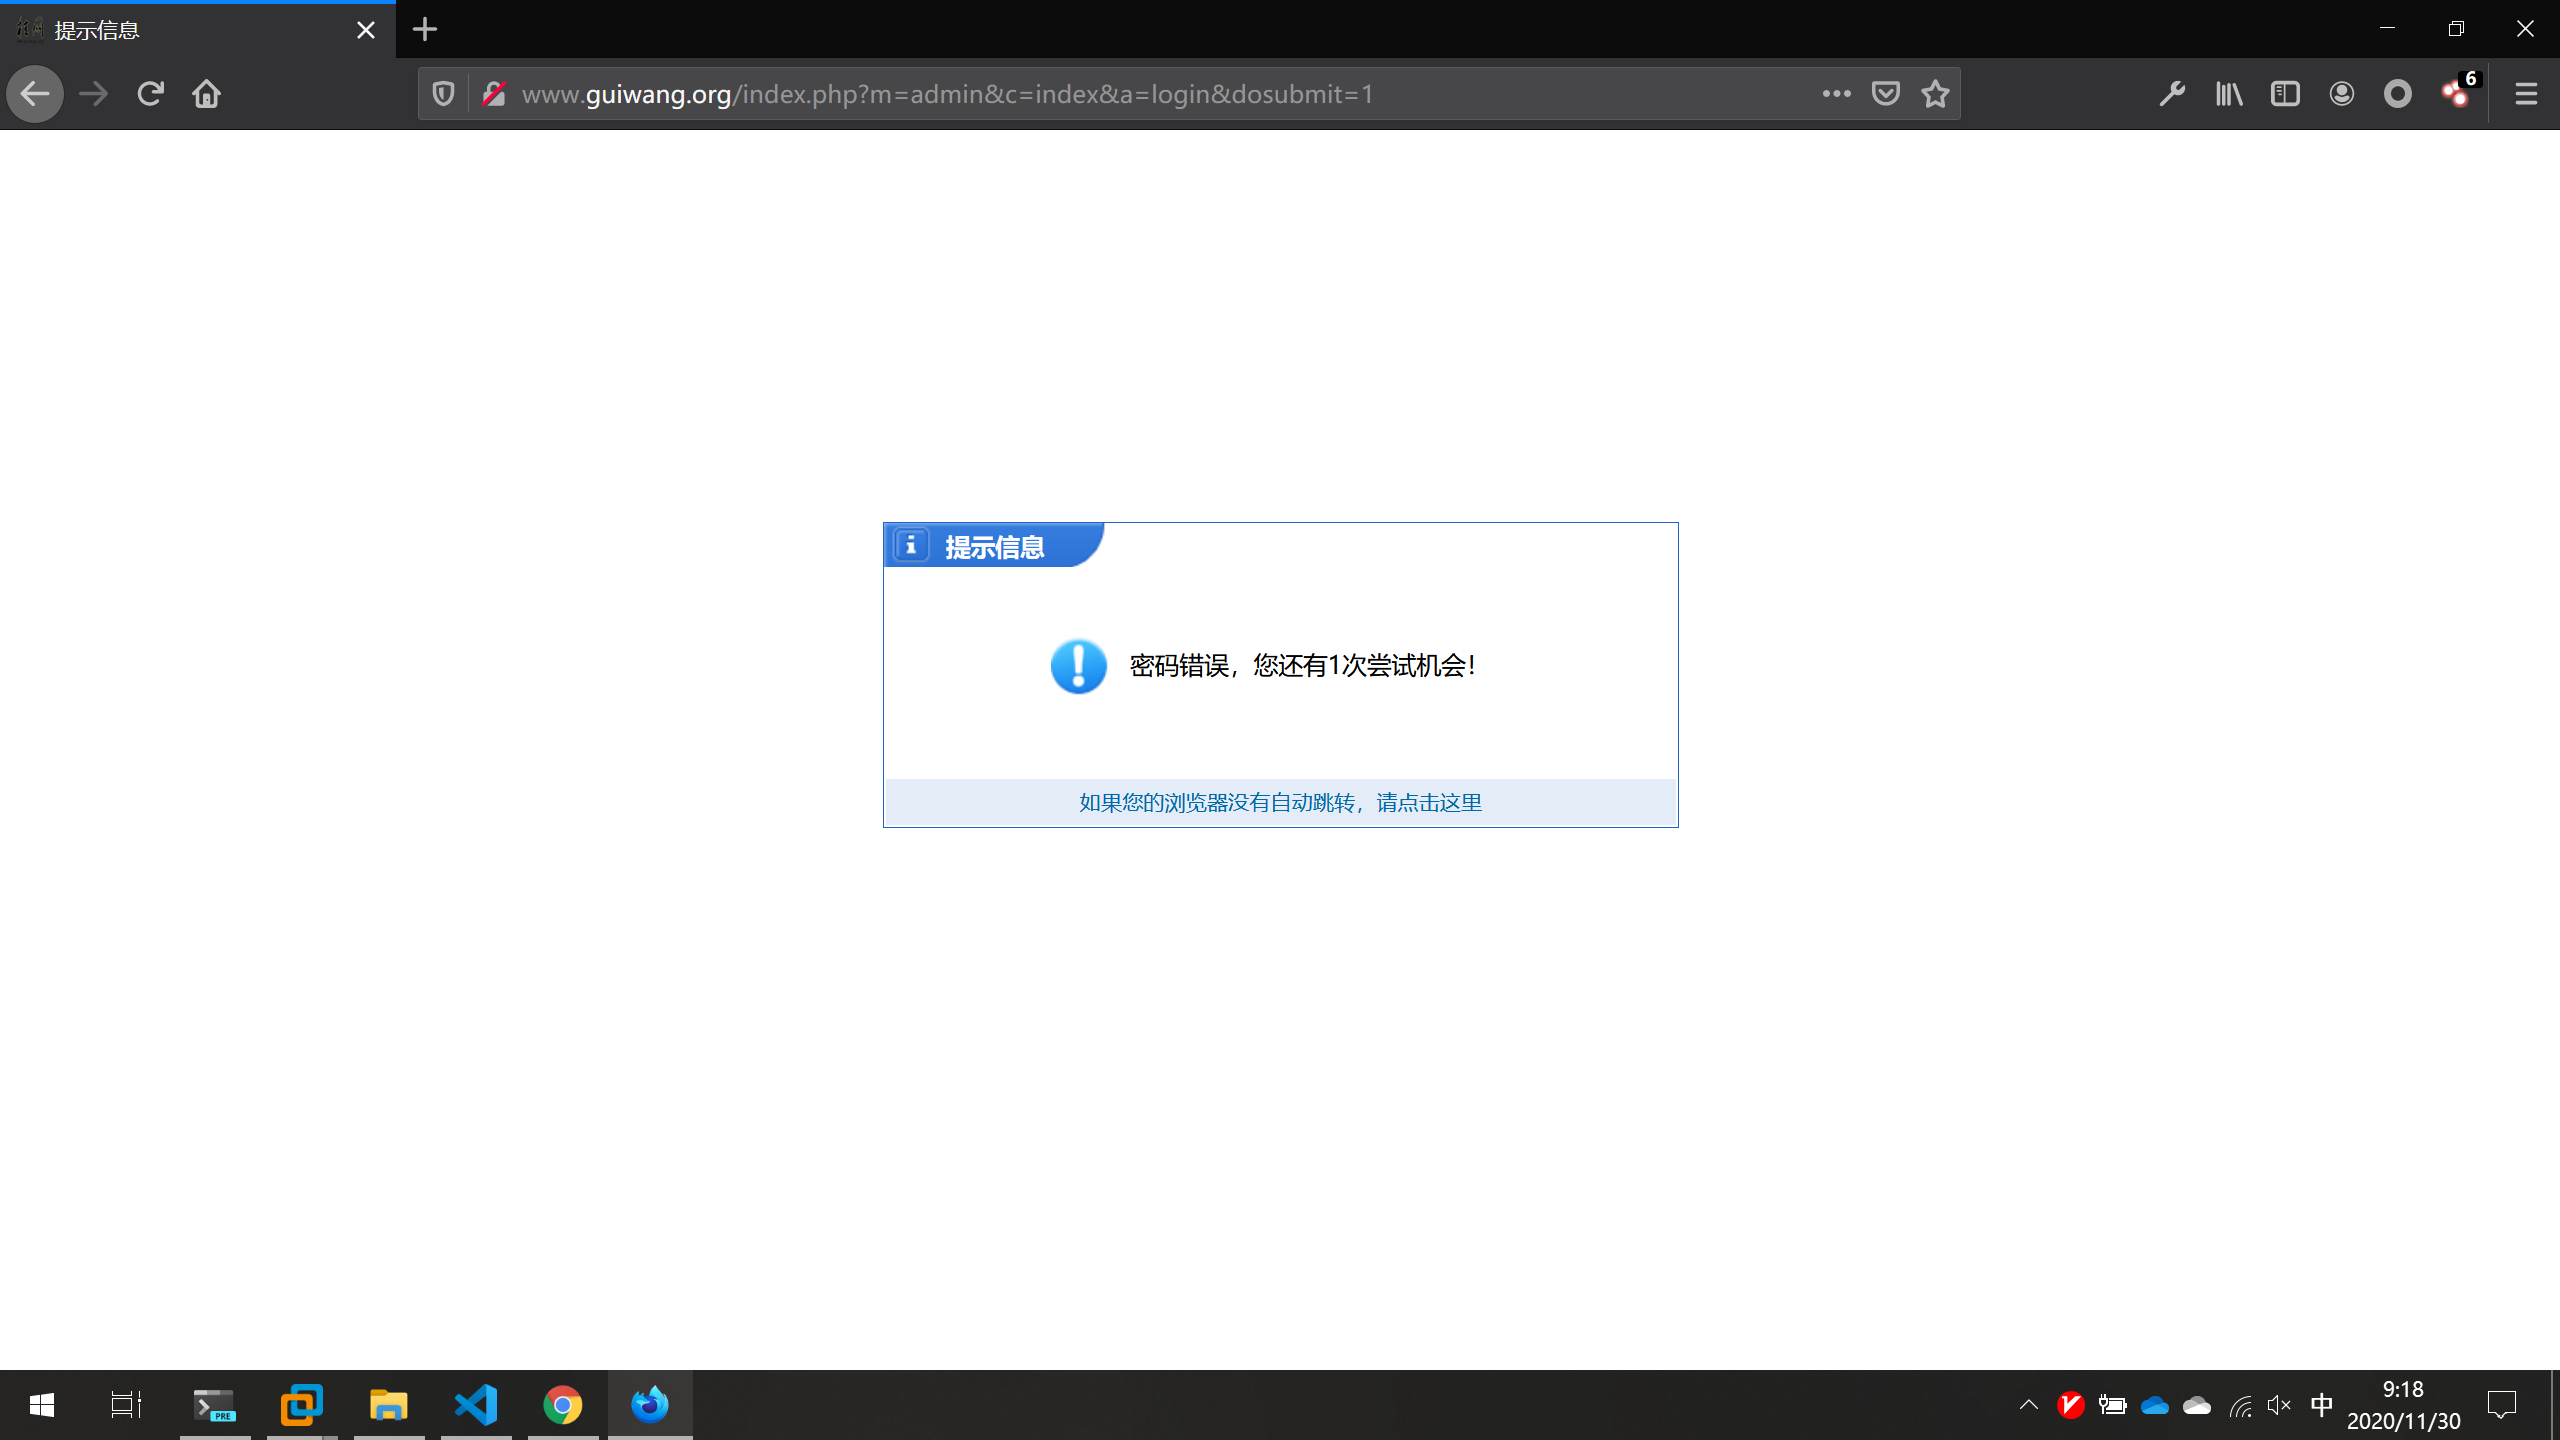 提示信息
www.guiwang.org/index.php?m=admin&c=index&a=login&dosubmit=1
6
提示信息
密码错误，您还有1次尝试机会！
如果您的浏览器没有自动跳转，请点击这里
PRE
中
9:18
2020/11/30